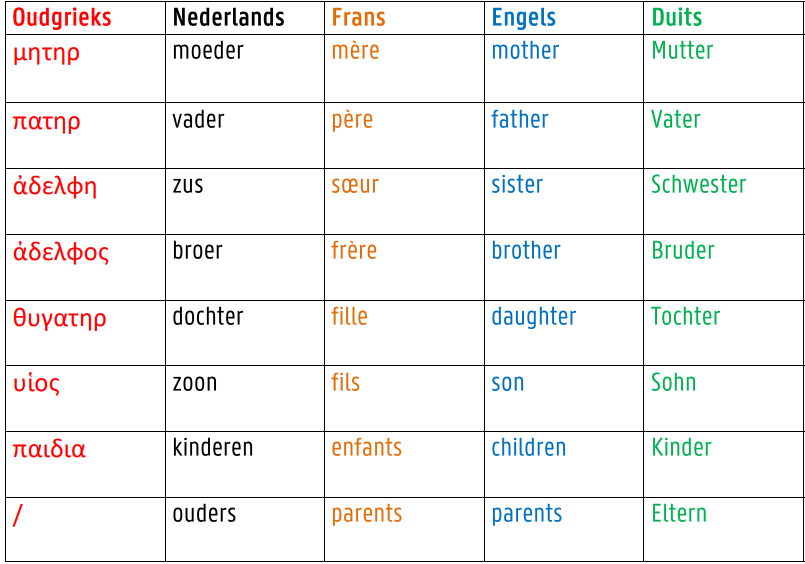 Oudgrieks Nederlands Frans Engels Duits
μητηρ moeder mère mother Mutter
πατηρ vader père father Vater
ἀδελφη zus sœur sister Schwester
ἀδελφος broer frère brother Bruder
θυγατηρ dochter fille daughter Tochter
υἱος zoon fils son Sohn
παιδια kinderen enfants children Kinder
/ ouders parents parents Eltern